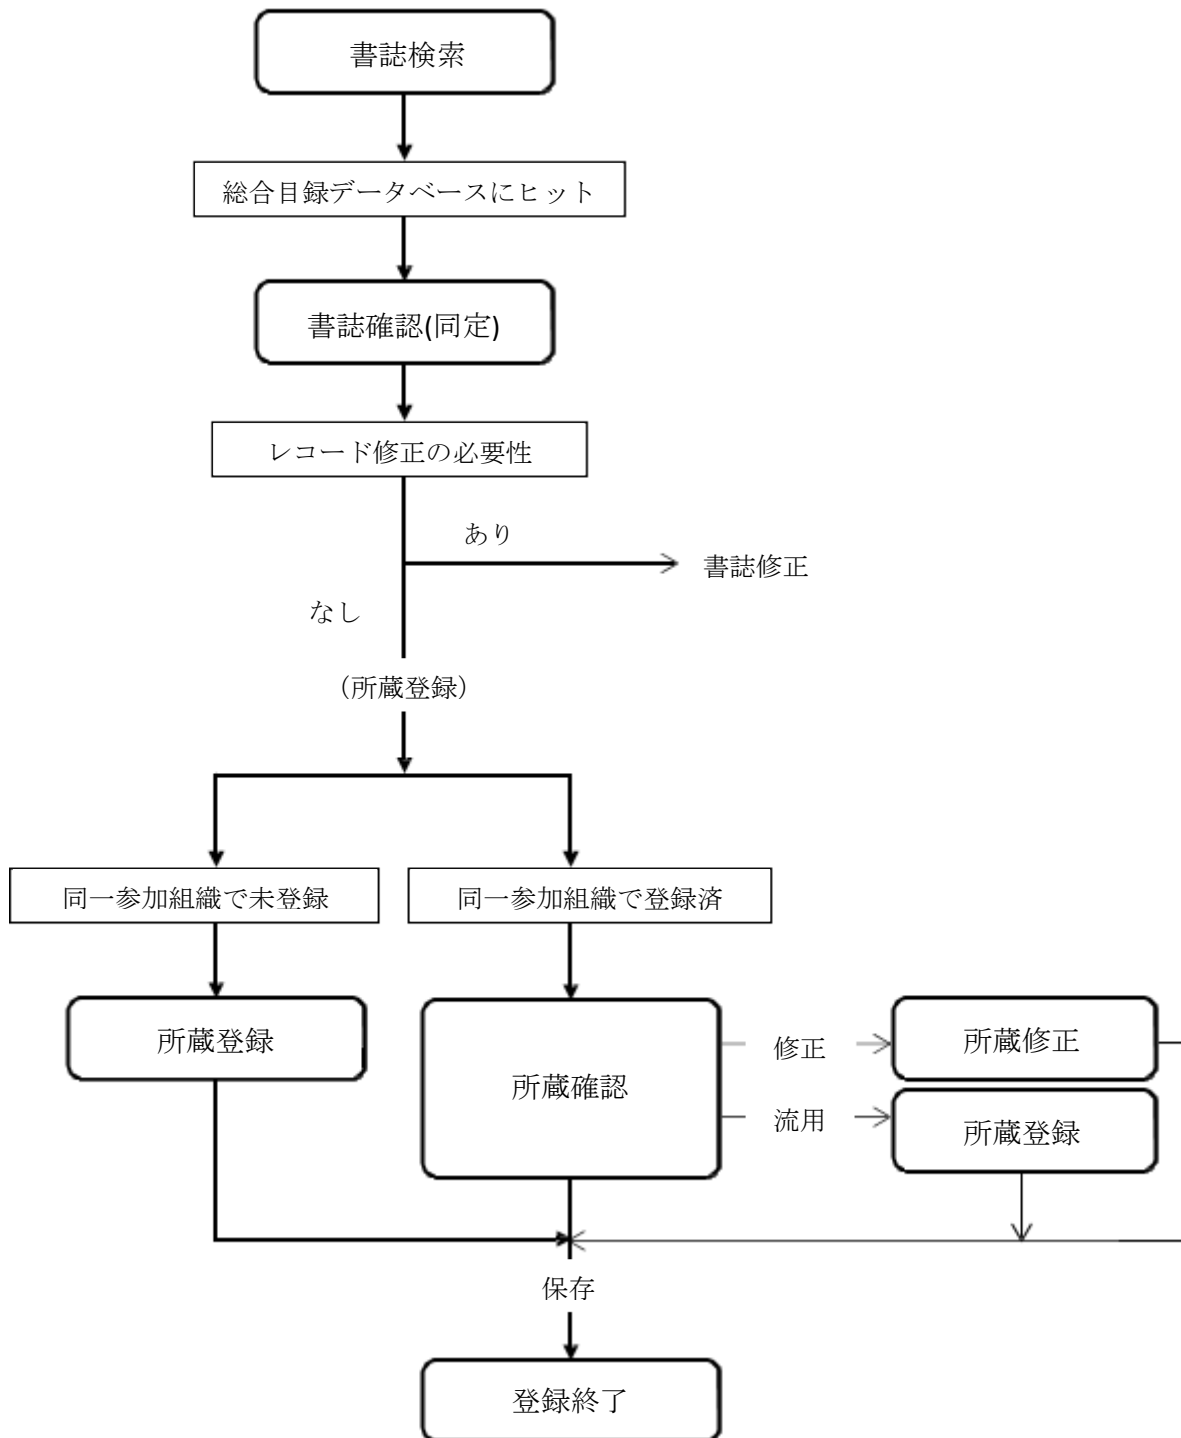 書誌検索
総合目録データベースにヒット
書誌確認(同定)
レコード修正の必要性
あり
書誌修正
なし
（所蔵登録）
同一参加組織で未登録
同一参加組織で登録済
所蔵登録
所蔵確認
修正
所蔵修正
流用
所蔵登録
保存
登録終了